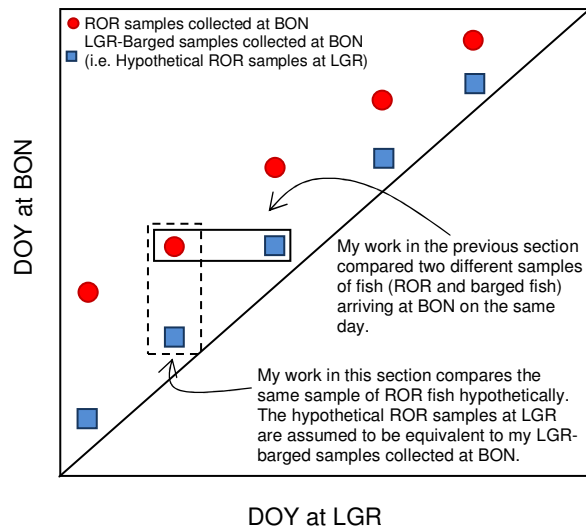 ROR samples collected at BON
LGR-Barged samples collected at BON
(i.e. Hypothetical ROR samples at LGR)
DOY at BON
My work in the previous section
compared two different samples
of fish (ROR and barged fish)
arriving at BON on the same
day.
My work in this section compares the
same sample of ROR fish hypothetically.
The hypothetical ROR samples at LGR
are assumed to be equivalent to my LGR-
barged samples collected at BON.
DOY at LGR